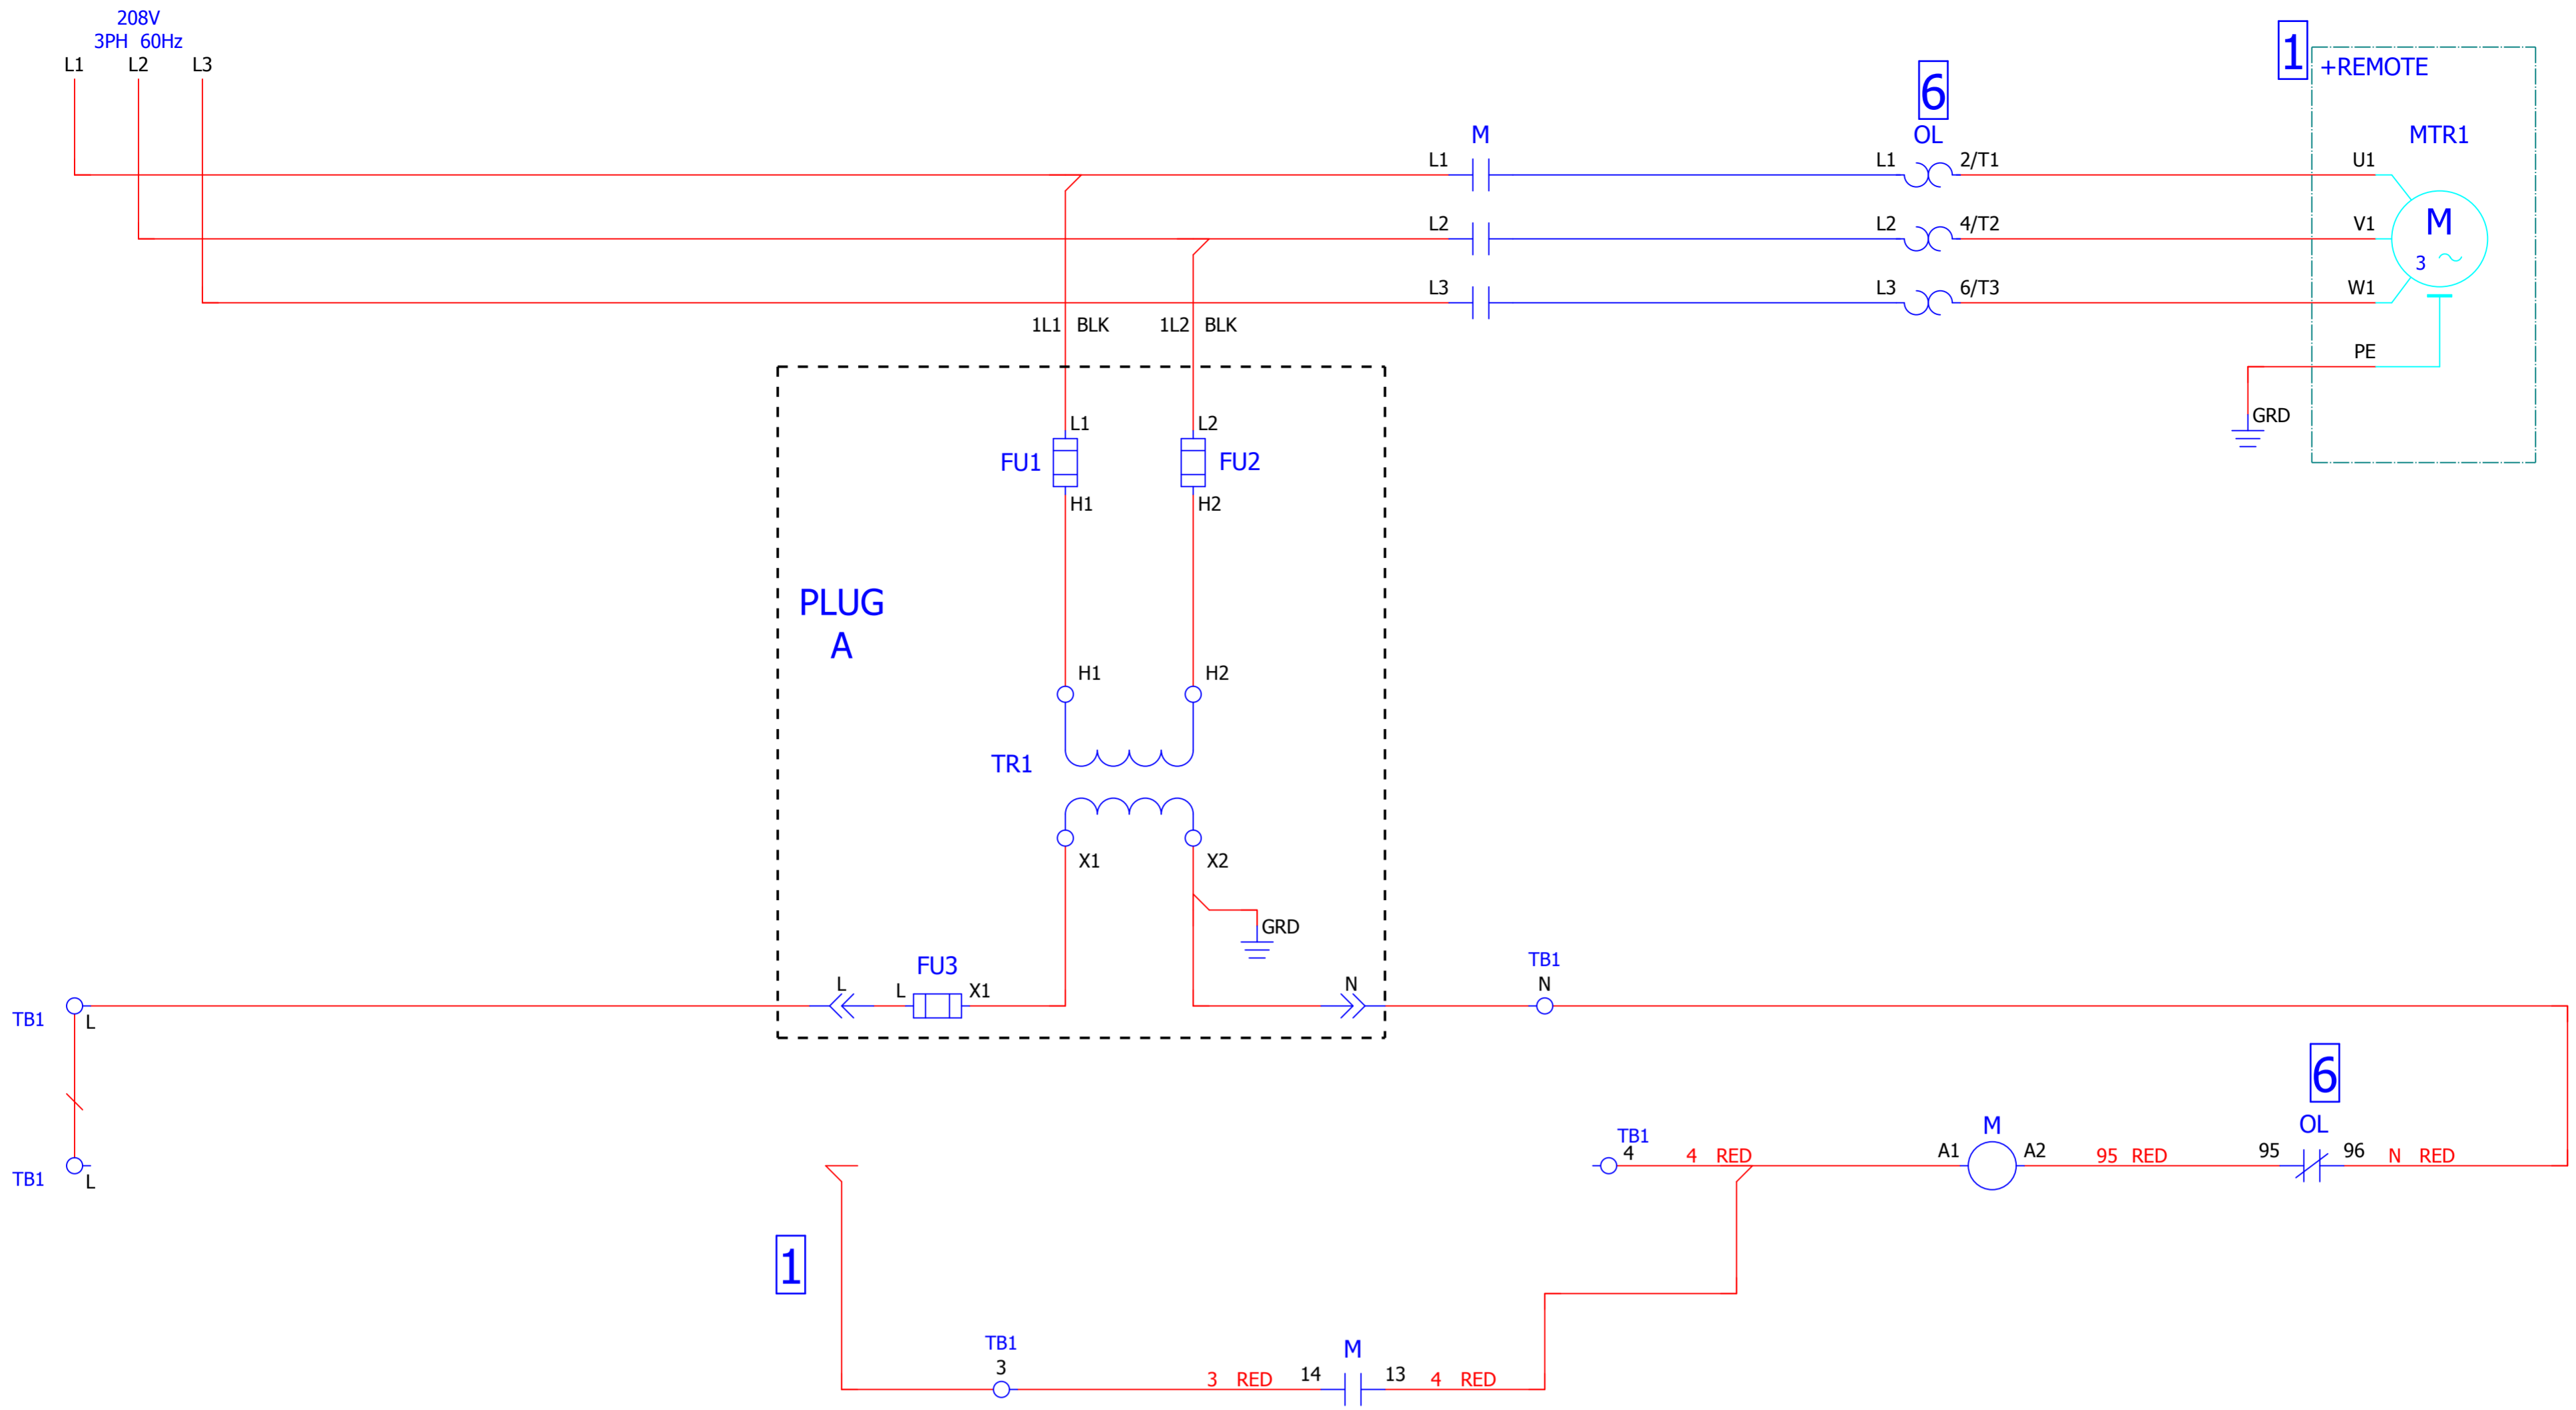 208V
3PH 60Hz
L1 L2 L3
1
+REMOTE
6
OL
M
MTR1
L1
L1 2/T1
U1
L2
L2 4/T2
V1
M
3
L3
L3 6/T3
W1
1L1 BLK
1L2 BLK
PE
GRD
L1
L2
FU1
FU2
H1
H2
PLUG
A
H1
H2
TR1
X1
X2
GRD
FU3
L
L X1
N
TB1
N
TB1
L
6
OL
TB1
L
TB1
4
4 RED
M
A1 A2
95 RED
95 96
N RED
1
TB1
3
3 RED
M
14 13
4 RED